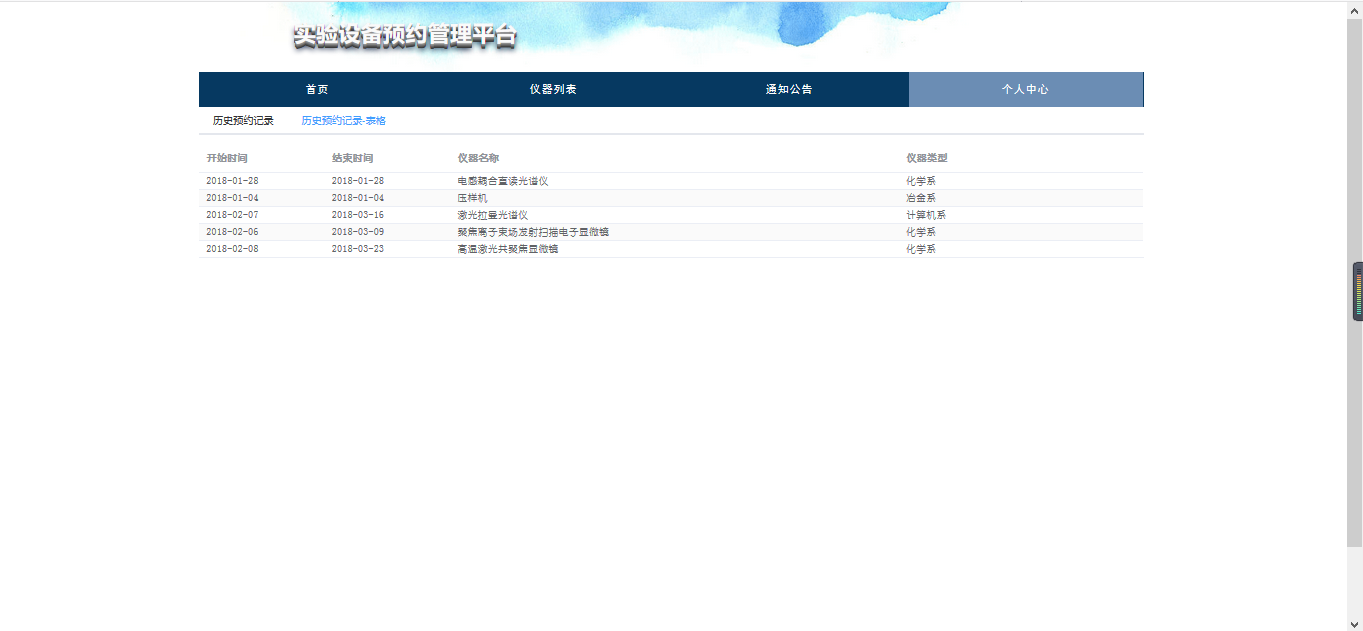 实验设备预约管理平台
首页 仪器列表 通知公告 个人中心
历史预约记录 历史预约记录-表格
开始时间 结束时间 仪器名称 仪器类型
2018-01-28 2018-01-28 电感耦合直读光谱仪 化学系
2018-01-04 2018-01-04 压样机 冶金系
2018-02-07 2018-03-16 激光拉曼光谱仪 计算机系
2018-02-06 2018-03-09 聚焦离子束场发射扫描电子显微镜 化学系
2018-02-08 2018-03-23 高温激光共聚焦显微镜 化学系